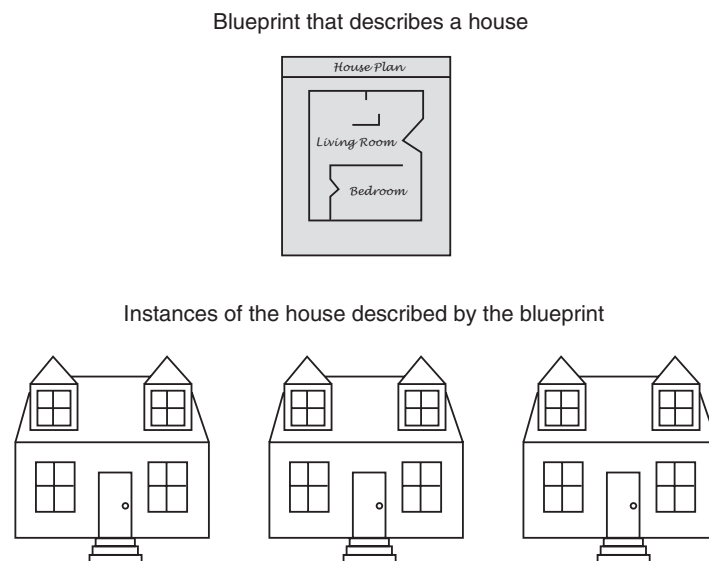 Blueprint that describes a house
House Plan
Living Room
Bedroom
Instances of the house described by the blueprint